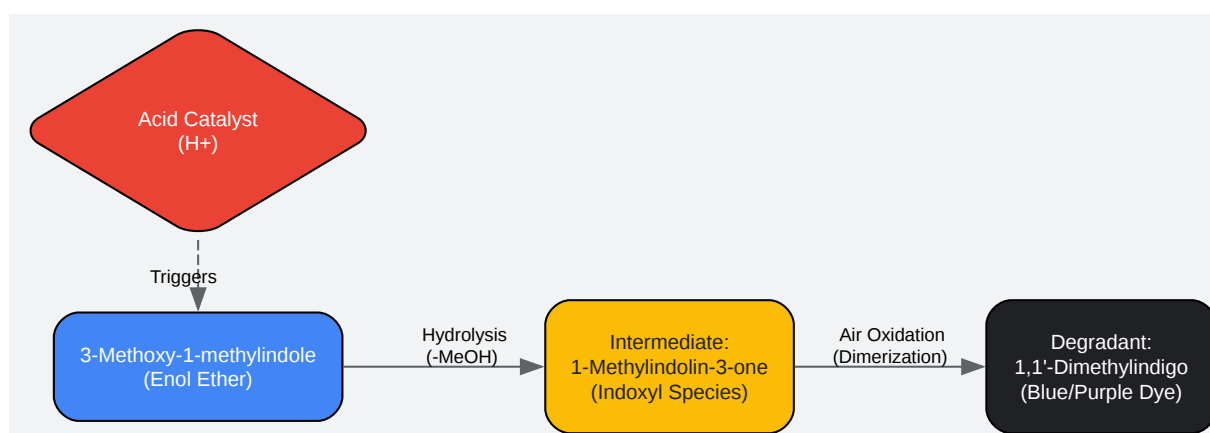 Acid Catalyst
(H+)
Triggers
3-Methoxy-1-methylindole
(Enol Ether)
Hydrolysis
(-MeOH)
Intermediate:
1-Methylindolin-3-one
(Indoxyl Species)
Air Oxidation
(Dimerization)
Degradant:
1,1'-Dimethylindigo
(Blue/Purple Dye)